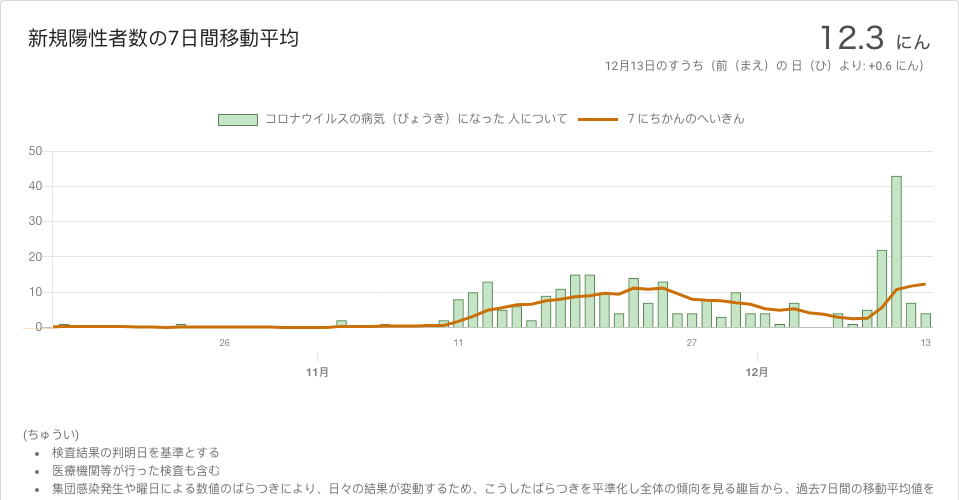 新規陽性者数の7日間移動平均
12.3 にん
12月13日のすうち（前（まえ）の 日（ひ）より: +0.6 にん）
コロナウイルスの病気（びょうき）になった 人について
7 にちかんのへいきん
50
40
30
20
10
0
26
11
27
13
11月
12月
(ちゅうい)
• 検査結果の判明日を基準とする
• 医療機関等が行った検査も含む
• 集団感染発生や曜日による数値のばらつきにより、日々の結果が変動するため、こうしたばらつきを平準化し全体の傾向を見る趣旨から、過去7日間の移動平均値を